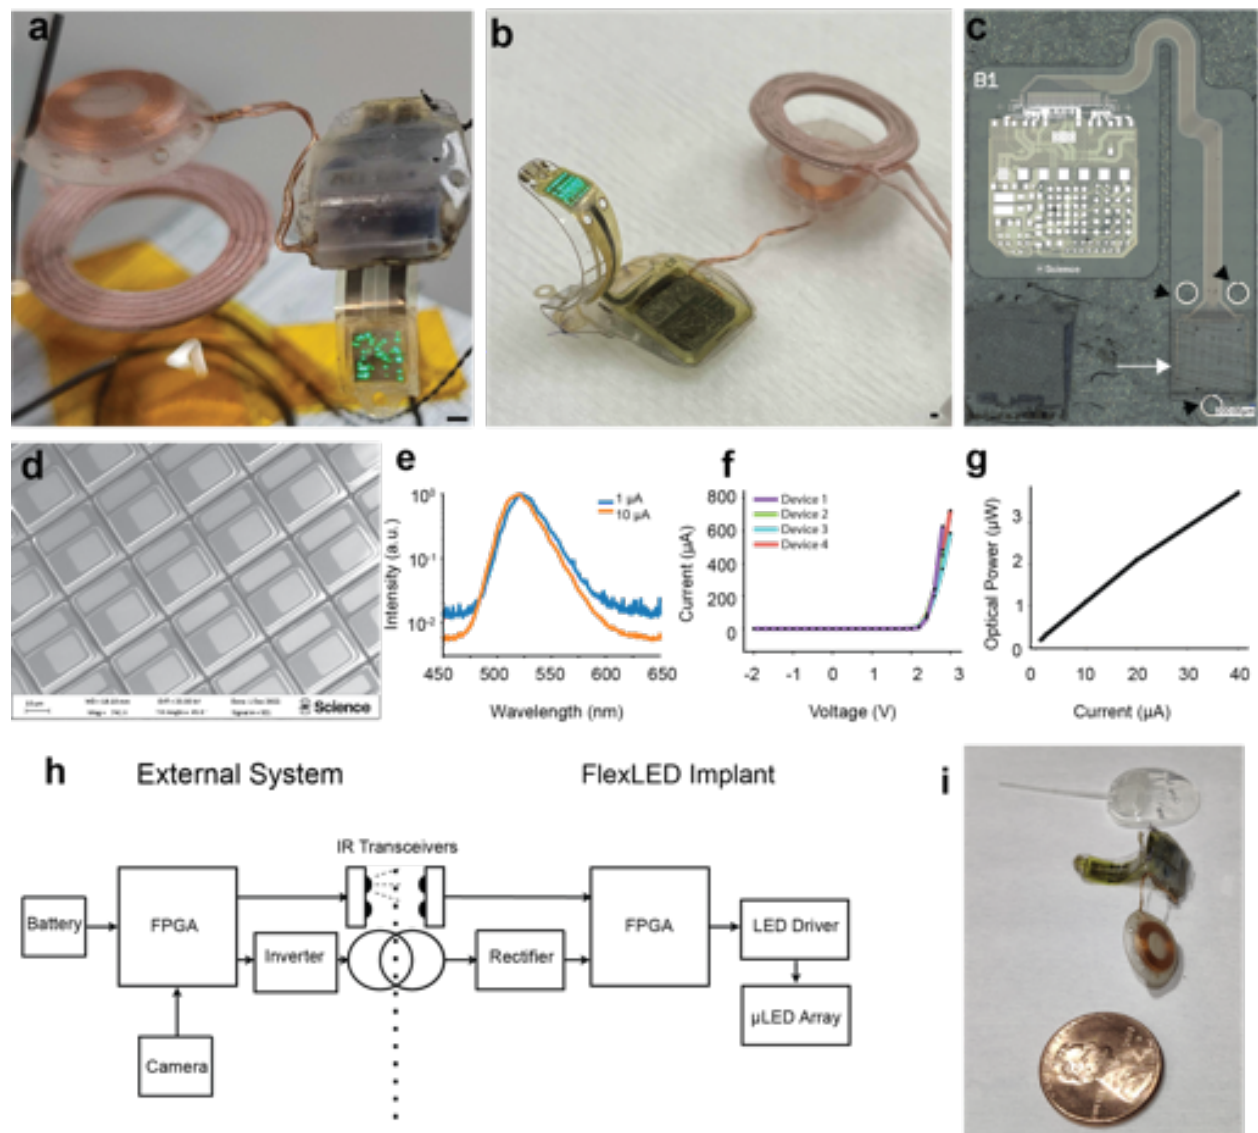 a
b
c
B1
Science
d
Science
e
10⁰
10⁻¹
10⁻²
Intensity (a.u.)
1 µA
10 µA
450 500 550 600 650
Wavelength (nm)
f
800
600
400
200
0
Current (µA)
Device 1
Device 2
Device 3
Device 4
-2 -1 0 1 2 3
Voltage (V)
g
3
2
1
0
Optical Power (µW)
10 20 30 40
Current (µA)
h
External System
FlexLED Implant
IR Transceivers
Battery
FPGA
Inverter
Rectifier
FPGA
LED Driver
µLED Array
Camera
i